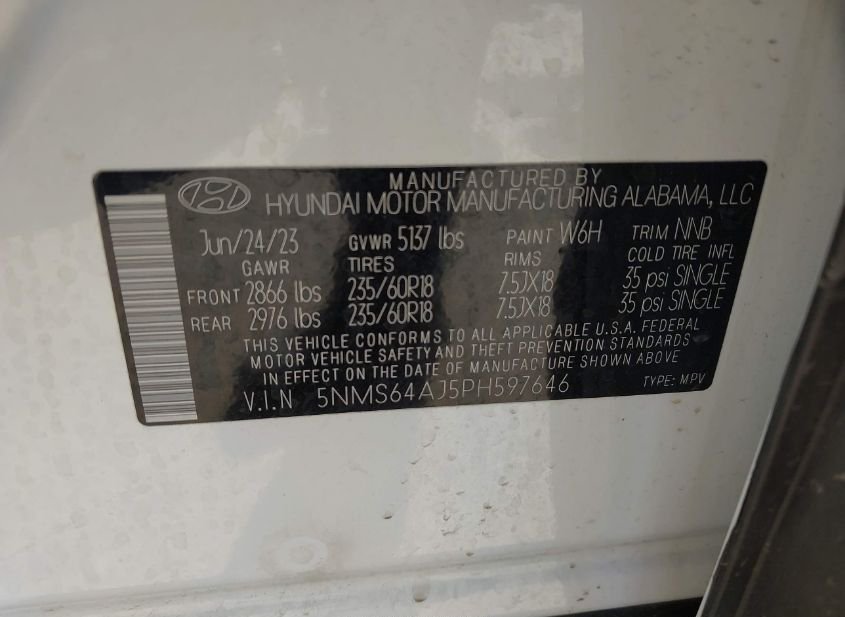 MANUFACTURED BY
HYUNDAI MOTOR MANUFACTURING ALABAMA, LLC
Jun/24/23 GVWR 5137 lbs PAINT W6H TRIM NNB
GAWR TIRES RIMS COLD TIRE INFL
FRONT 2866 lbs 235/60R18 7.5JX18 35 psi SINGLE
REAR 2976 lbs 235/60R18 7.5JX18 35 psi SINGLE
THIS VEHICLE CONFORMS TO ALL APPLICABLE U.S.A. FEDERAL
MOTOR VEHICLE SAFETY AND THEFT PREVENTION STANDARDS
IN EFFECT ON THE DATE OF MANUFACTURE SHOWN ABOVE
V.I.N 5NMS64AJ5PH597646 TYPE: MPV